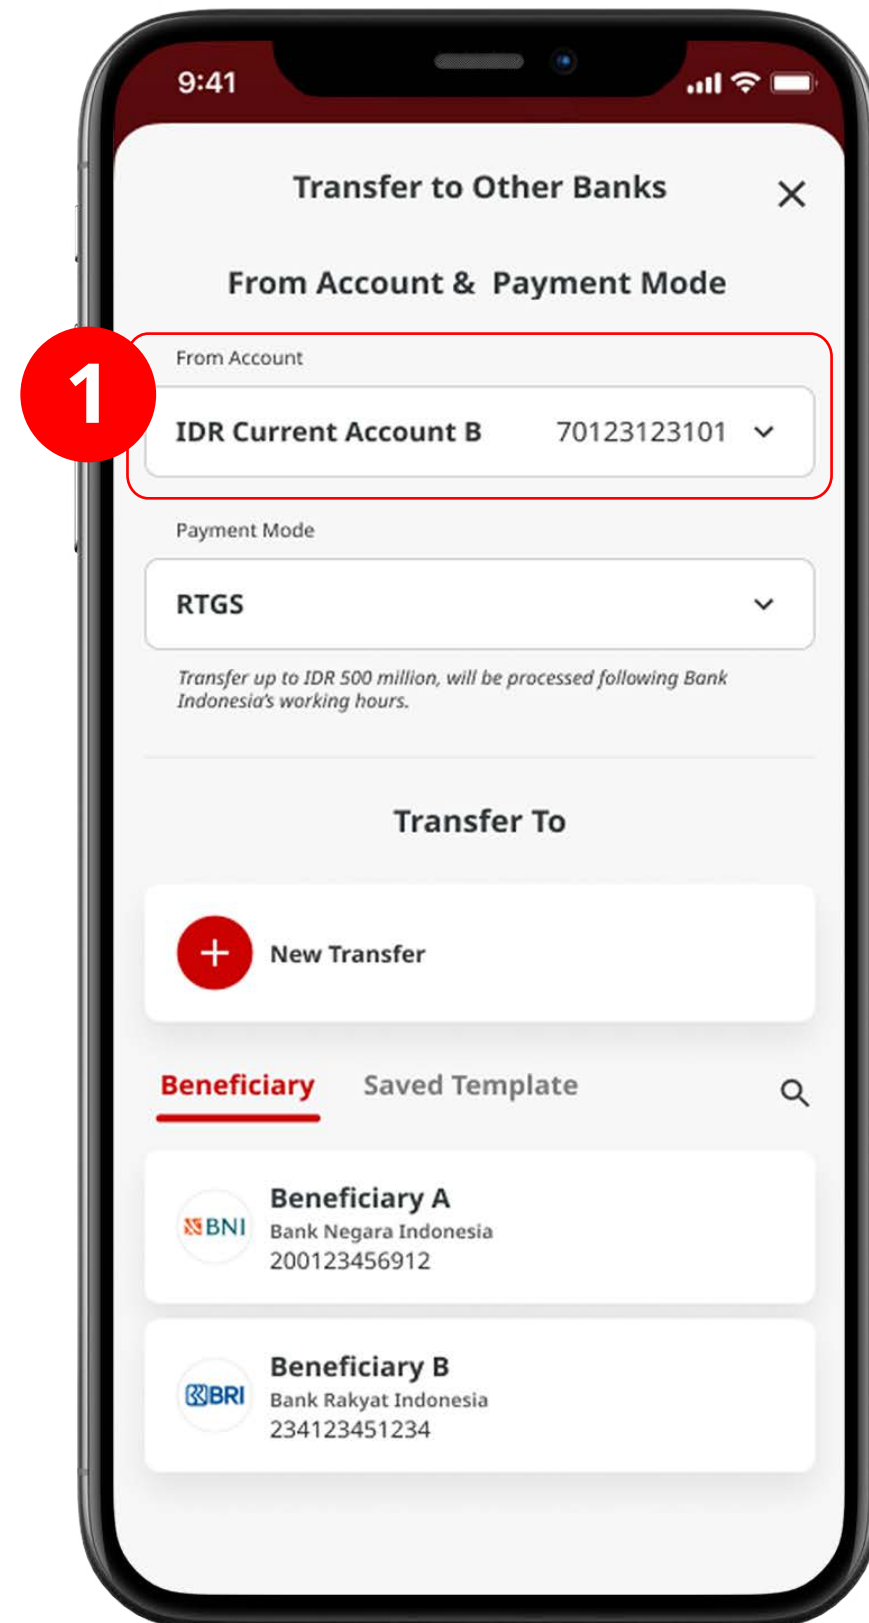 9:41
Transfer to Other Banks
From Account & Payment Mode
1
From Account
IDR Current Account B 70123123101
Payment Mode
RTGS
Transfer up to IDR 500 million, will be processed following Bank
Indonesia's working hours.
Transfer To
New Transfer
Beneficiary Saved Template
Beneficiary A
BNI
Bank Negara Indonesia
200123456912
Beneficiary B
BRI
Bank Rakyat Indonesia
234123451234